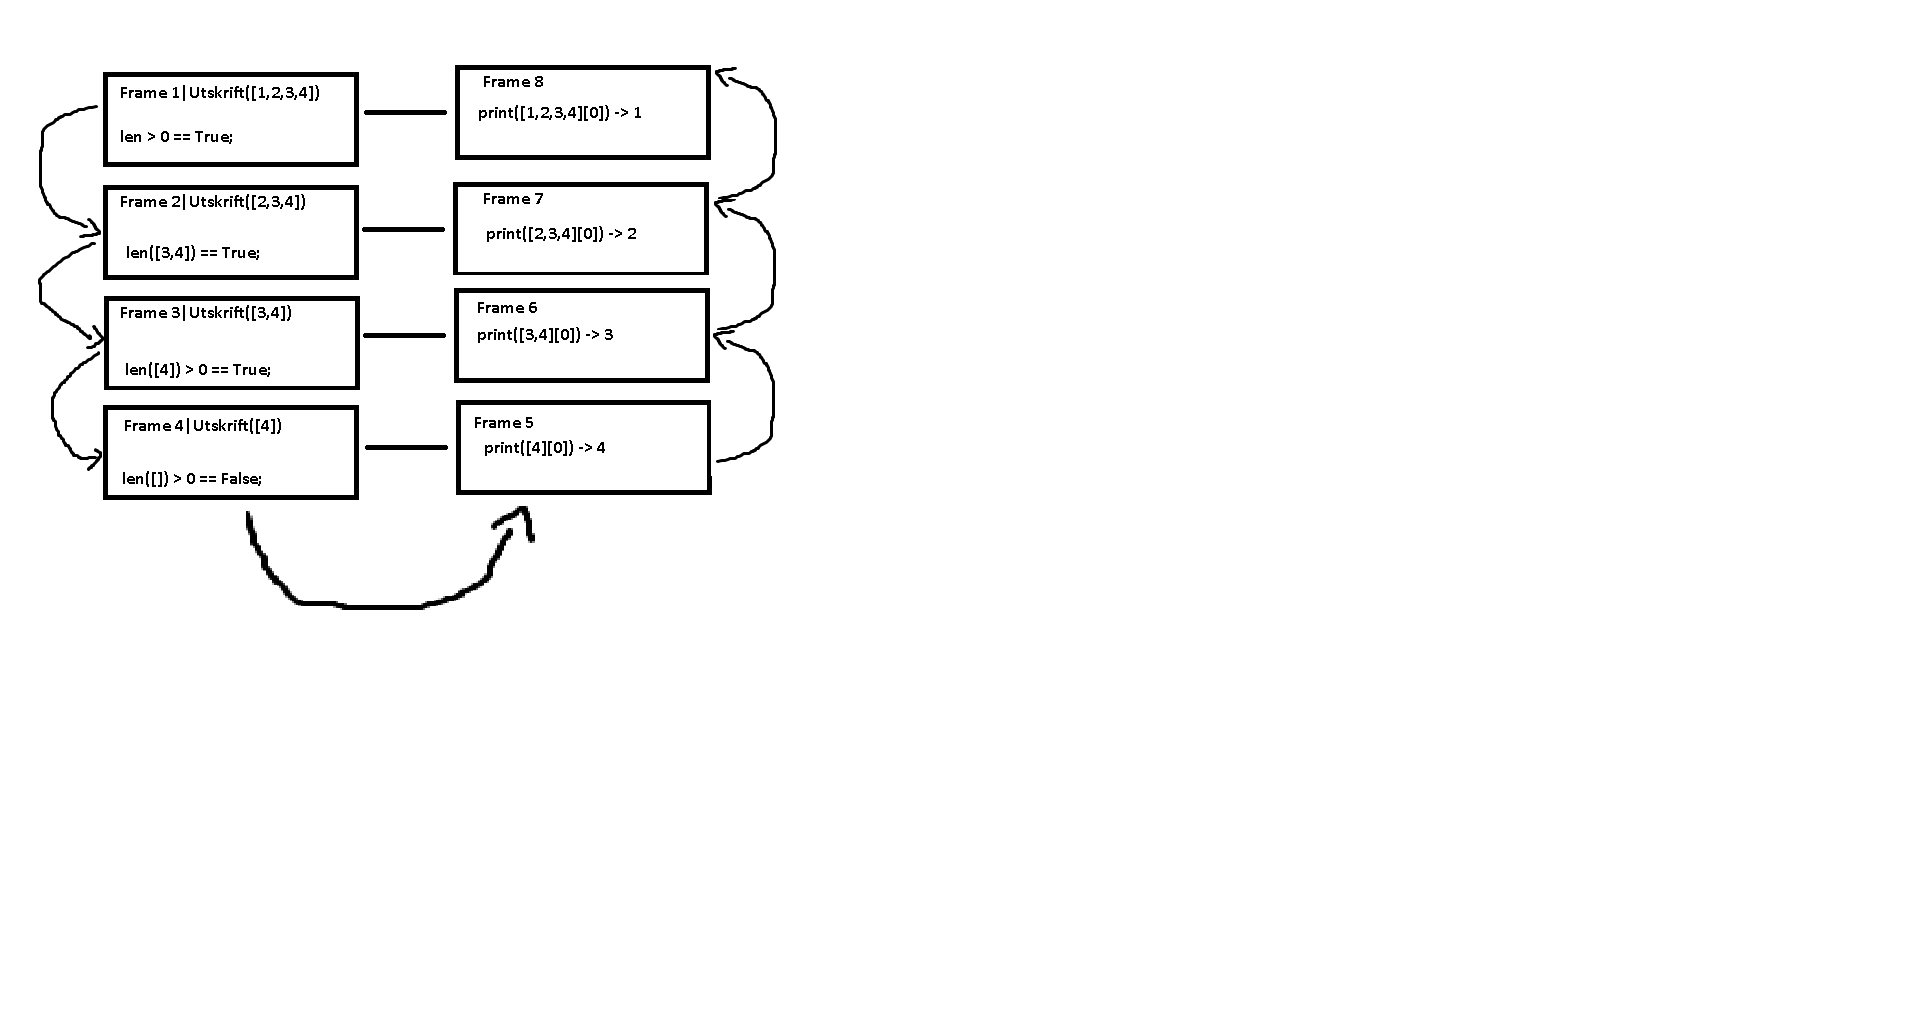 Frame 1| Utskrift([1,2,3,4])
len > 0 == True;
Frame 2| Utskrift([2,3,4])
len([3,4]) == True;
Frame 3| Utskrift([3,4])
len([4]) > 0 == True;
Frame 4| Utskrift([4])
len([]) > 0 == False;
Frame 8
print([1,2,3,4][0]) -> 1
Frame 7
print([2,3,4][0]) -> 2
Frame 6
print([3,4][0]) -> 3
Frame 5
print([4][0]) -> 4